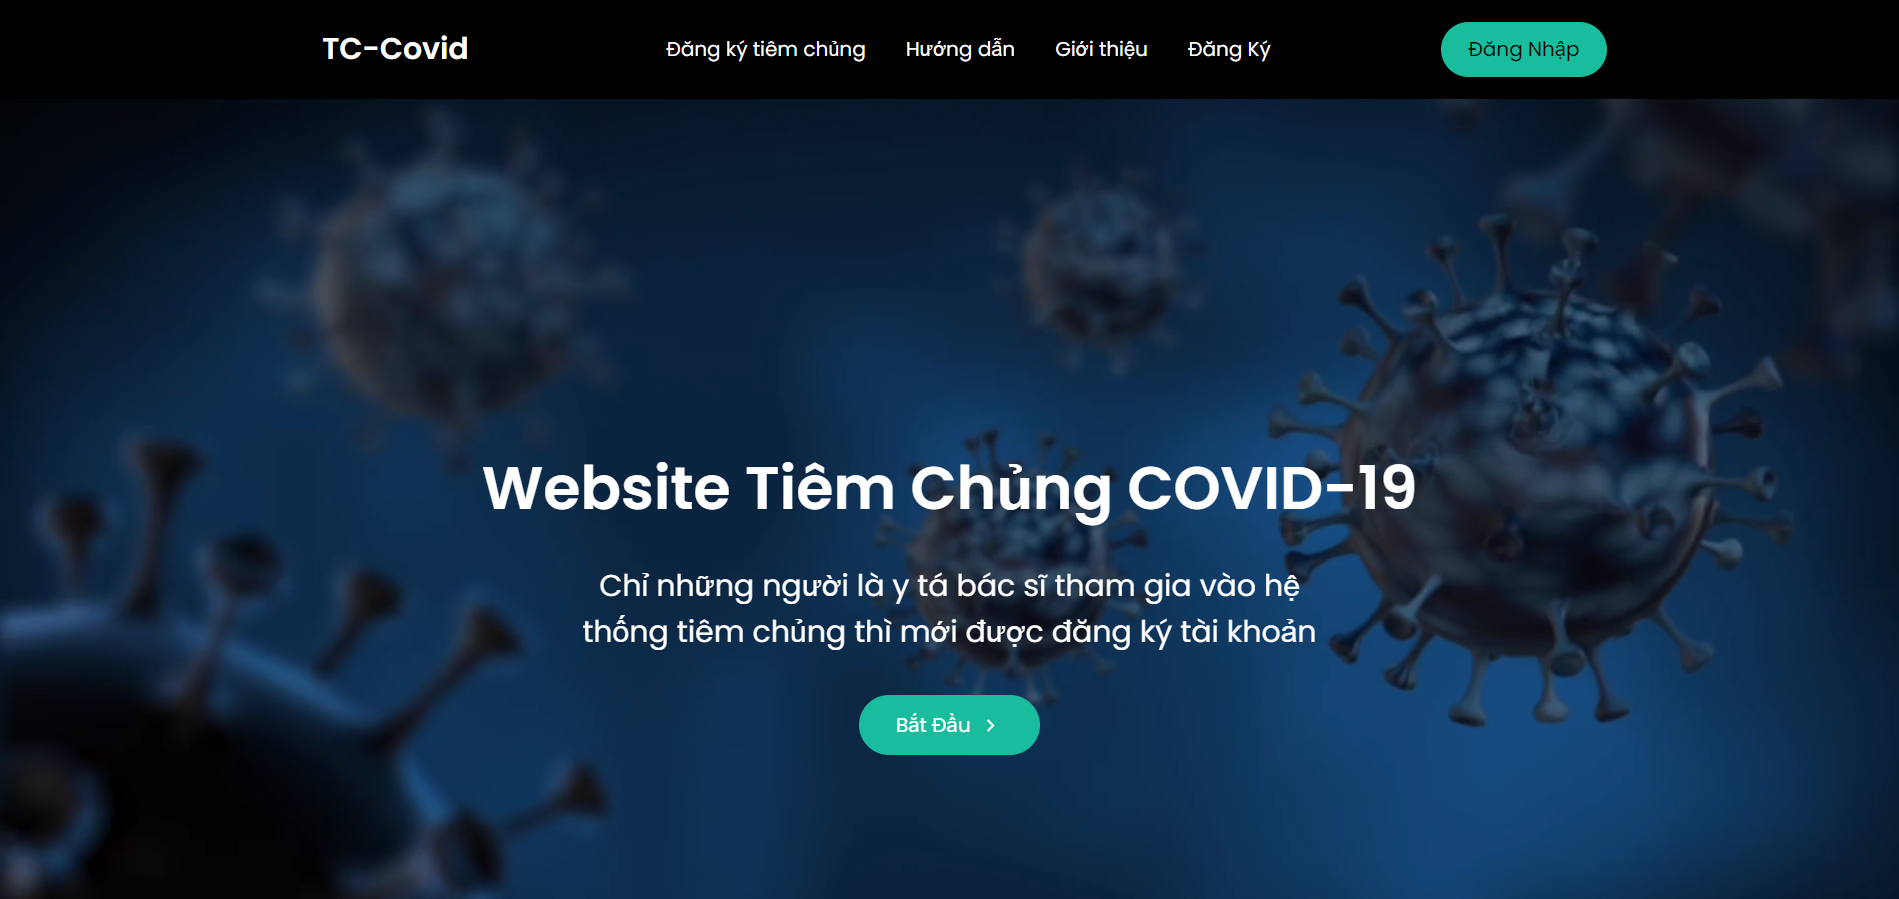 TC-Covid
Đăng ký tiêm chủng
Hướng dẫn
Giới thiệu
Đăng Ký
Đăng Nhập
Website Tiêm Chủng COVID-19
Chỉ những người là y tá bác sĩ tham gia vào hệ
thống tiêm chủng thì mới được đăng ký tài khoản
Bắt Đầu